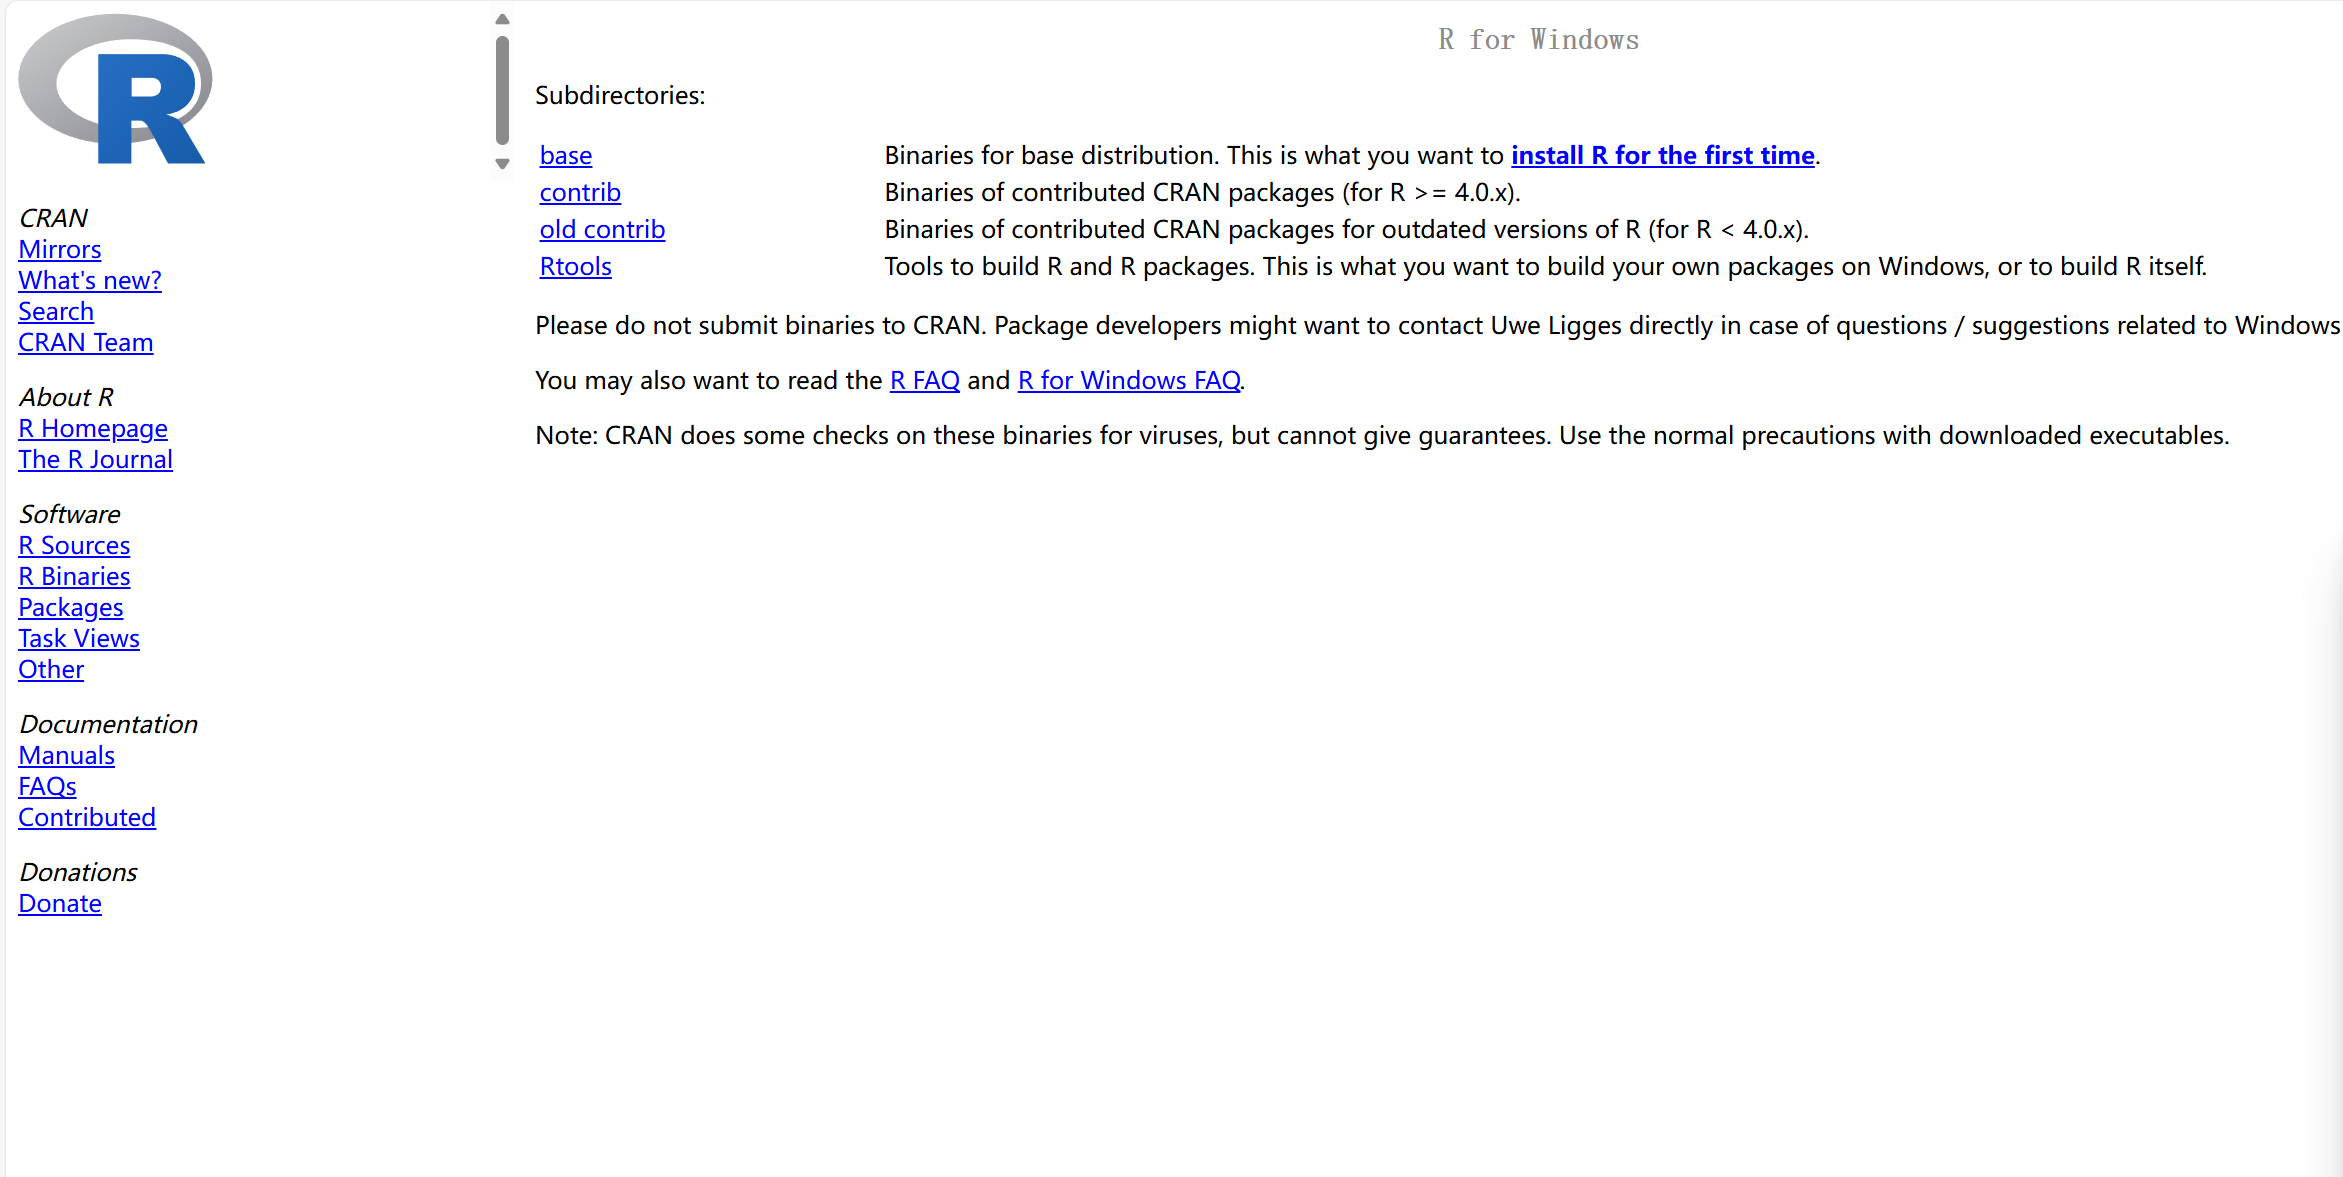 R
CRAN
Mirrors
What's new?
Search
CRAN Team
About R
R Homepage
The R Journal
Software
R Sources
R Binaries
Packages
Task Views
Other
Documentation
Manuals
FAQs
Contributed
Donations
Donate
R for Windows
Subdirectories:
base Binaries for base distribution. This is what you want to install R for the first time.
contrib Binaries of contributed CRAN packages (for R >= 4.0.x).
old contrib Binaries of contributed CRAN packages for outdated versions of R (for R < 4.0.x).
Rtools Tools to build R and R packages. This is what you want to build your own packages on Windows, or to build R itself.
Please do not submit binaries to CRAN. Package developers might want to contact Uwe Ligges directly in case of questions / suggestions related to Windows
You may also want to read the R FAQ and R for Windows FAQ.
Note: CRAN does some checks on these binaries for viruses, but cannot give guarantees. Use the normal precautions with downloaded executables.